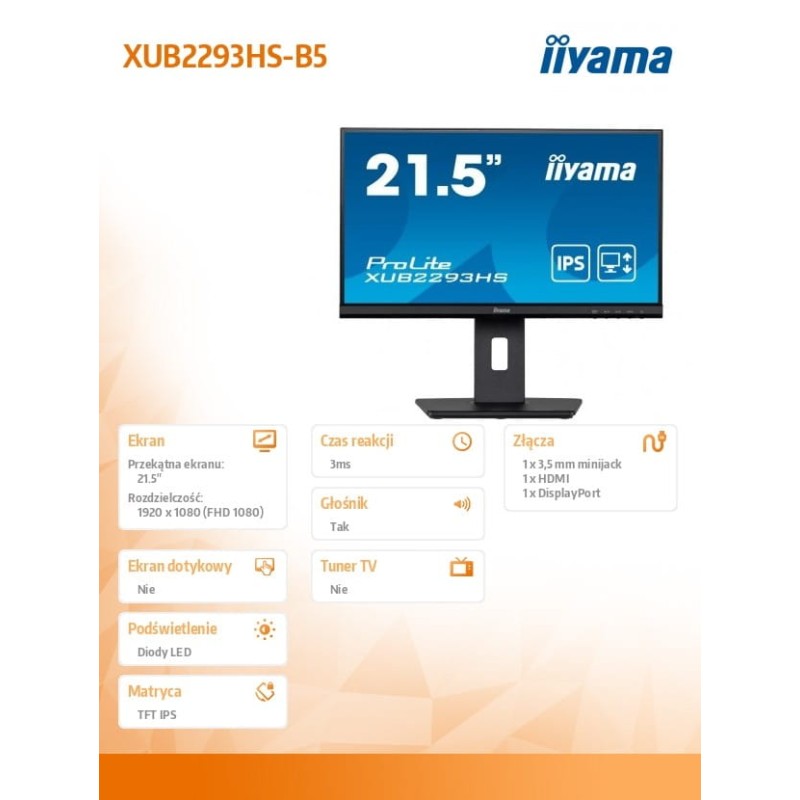 XUB2293HS-B5
iiyama
21.5”
iiyama
ProLite
XUB2293HS
IPS
iiyama
Ekran
Przekątna ekranu:
21.5"
Rozdzielczość:
1920 x 1080 (FHD 1080)
Ekran dotykowy
Nie
Podświetlenie
Diody LED
Matryca
TFT IPS
Czas reakcji
3ms
Głośnik
Tak
Tuner TV
Nie
Złącza
1 x 3,5 mm minijack
1 x HDMI
1 x DisplayPort